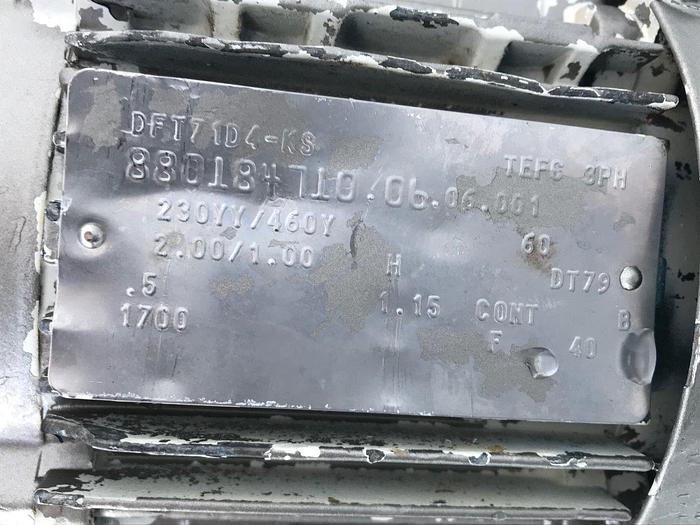 DFT71D4-KS
TEFC 3PH
880184710.06.06.001
230YY/460Y
60
2.00/1.00
H
DT79
.5
1.15 CONT B
1700
F 40